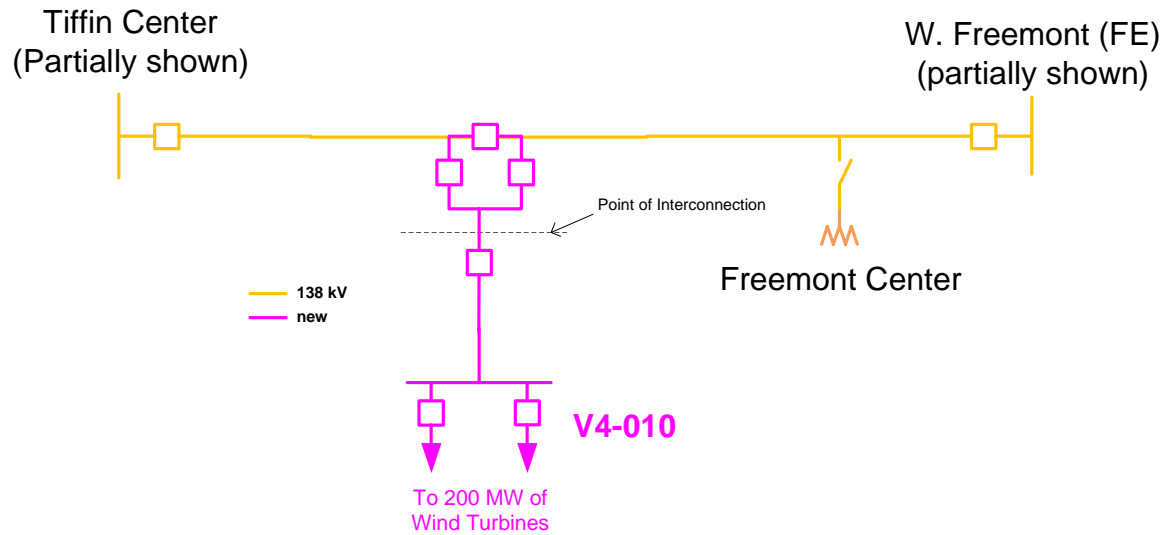 Tiffin Center
(Partially shown)
W. Freemont (FE)
(partially shown)
Point of Interconnection
Freemont Center
138 kV
new
V4-010
To 200 MW of
Wind Turbines